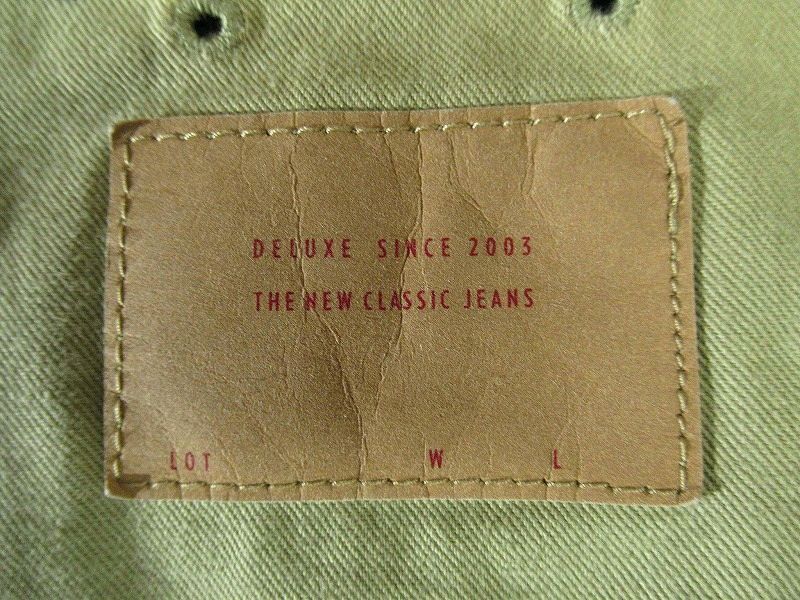 DELUXE SINCE 2003
THE NEW CLASSIC JEANS
LOT W L